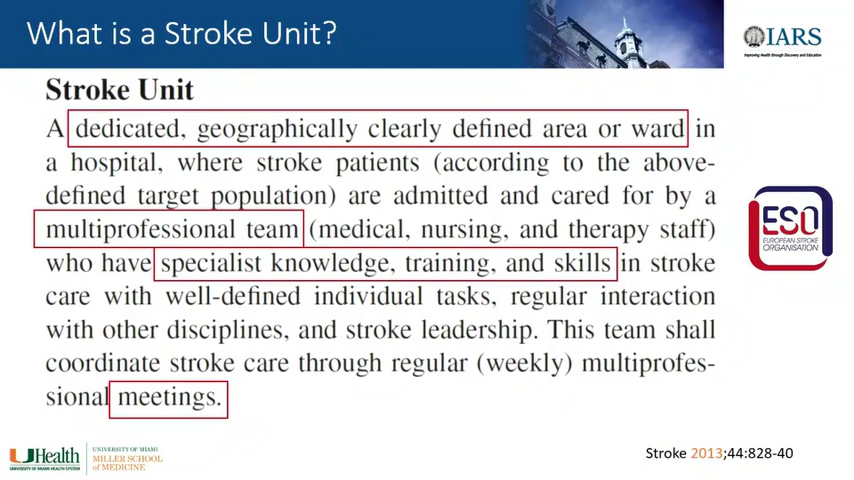 What is a Stroke Unit?
IARS
Improving Health through Discovery and Education
Stroke Unit
A dedicated, geographically clearly defined area or ward in
a hospital, where stroke patients (according to the above-
defined target population) are admitted and cared for by a
multiprofessional team (medical, nursing, and therapy staff)
who have specialist knowledge, training, and skills in stroke
care with well-defined individual tasks, regular interaction
with other disciplines, and stroke leadership. This team shall
coordinate stroke care through regular (weekly) multiprofes-
sional meetings.
ESO
EUROPEAN STROKE
ORGANISATION
UHealth
UNIVERSITY OF MIAMI HEALTH SYSTEM
UNIVERSITY OF MIAMI
MILLER SCHOOL
of MEDICINE
Stroke 2013;44:828-40